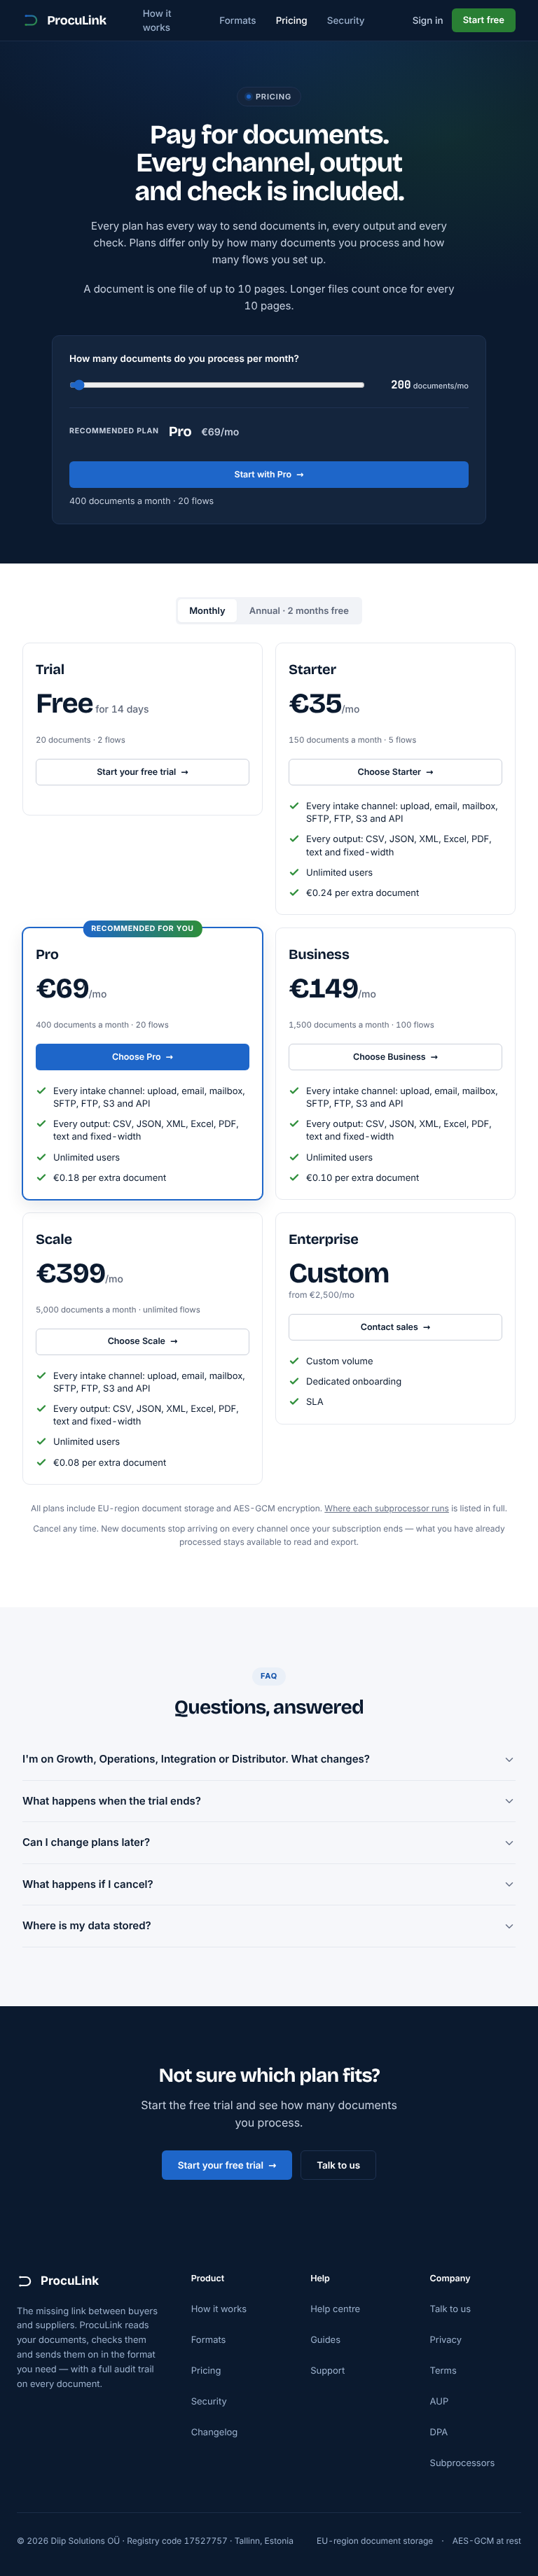 ProcuLink
How it
works
Formats
Pricing
Security
Sign in
Start free
PRICING
Pay for documents.
Every channel, output
and check is included.
Every plan has every way to send documents in, every output and every
check. Plans differ only by how many documents you process and how
many flows you set up.
A document is one file of up to 10 pages. Longer files count once for every
10 pages.
How many documents do you process per month?
200 documents/mo
RECOMMENDED PLAN Pro €69/mo
Start with Pro →
400 documents a month · 20 flows
Monthly
Annual · 2 months free
Trial
Free for 14 days
20 documents · 2 flows
Start your free trial →
Starter
€35/mo
150 documents a month · 5 flows
Choose Starter →
Every intake channel: upload, email, mailbox,
SFTP, FTP, S3 and API
Every output: CSV, JSON, XML, Excel, PDF,
text and fixed-width
Unlimited users
€0.24 per extra document
RECOMMENDED FOR YOU
Pro
€69/mo
400 documents a month · 20 flows
Choose Pro →
Every intake channel: upload, email, mailbox,
SFTP, FTP, S3 and API
Every output: CSV, JSON, XML, Excel, PDF,
text and fixed-width
Unlimited users
€0.18 per extra document
Business
€149/mo
1,500 documents a month · 100 flows
Choose Business →
Every intake channel: upload, email, mailbox,
SFTP, FTP, S3 and API
Every output: CSV, JSON, XML, Excel, PDF,
text and fixed-width
Unlimited users
€0.10 per extra document
Scale
€399/mo
5,000 documents a month · unlimited flows
Choose Scale →
Every intake channel: upload, email, mailbox,
SFTP, FTP, S3 and API
Every output: CSV, JSON, XML, Excel, PDF,
text and fixed-width
Unlimited users
€0.08 per extra document
Enterprise
Custom
from €2,500/mo
Contact sales →
Custom volume
Dedicated onboarding
SLA
All plans include EU-region document storage and AES-GCM encryption. Where each subprocessor runs is listed in full.
Cancel any time. New documents stop arriving on every channel once your subscription ends — what you have already
processed stays available to read and export.
FAQ
Questions, answered
I'm on Growth, Operations, Integration or Distributor. What changes?
What happens when the trial ends?
Can I change plans later?
What happens if I cancel?
Where is my data stored?
Not sure which plan fits?
Start the free trial and see how many documents
you process.
Start your free trial →
Talk to us
ProcuLink
The missing link between buyers
and suppliers. ProcuLink reads
your documents, checks them
and sends them on in the format
you need — with a full audit trail
on every document.
Product
How it works
Formats
Pricing
Security
Changelog
Help
Help centre
Guides
Support
Company
Talk to us
Privacy
Terms
AUP
DPA
Subprocessors
© 2026 Diip Solutions OÜ · Registry code 17527757 · Tallinn, Estonia
EU-region document storage · AES-GCM at rest